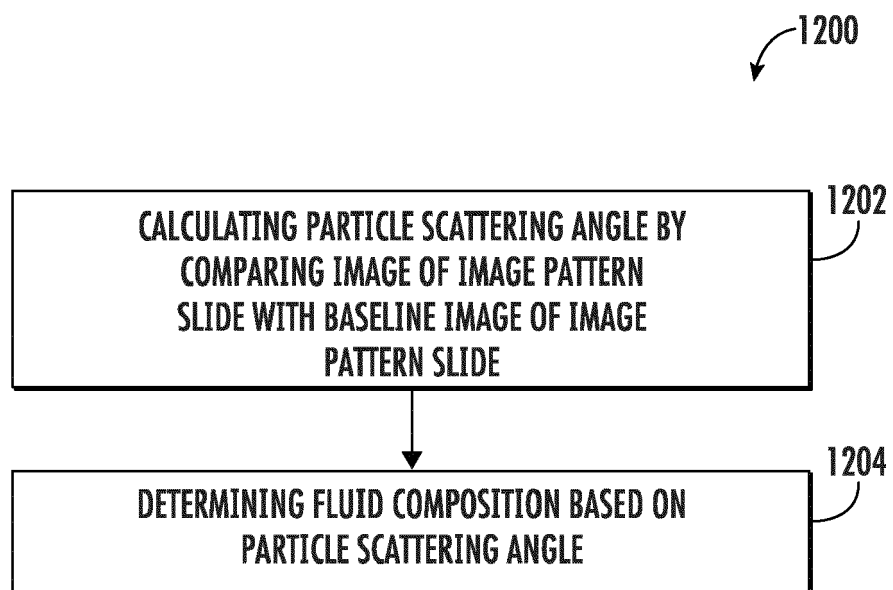 1200
1202
CALCULATING PARTICLE SCATTERING ANGLE BY
COMPARING IMAGE OF IMAGE PATTERN
SLIDE WITH BASELINE IMAGE OF IMAGE
PATTERN SLIDE
1204
DETERMINING FLUID COMPOSITION BASED ON
PARTICLE SCATTERING ANGLE